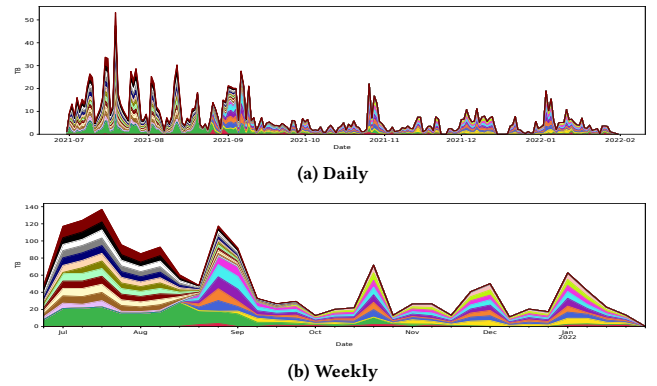 50
40
30
TB
20
10
0
2021-07 2021-08 2021-09 2021-10 2021-11 2021-12 2022-01 2022-02
Date
(a) Daily
140
120
100
80
TB
60
40
20
0
Jul Aug Sep Oct Nov Dec Jan
2022
Date
(b) Weekly